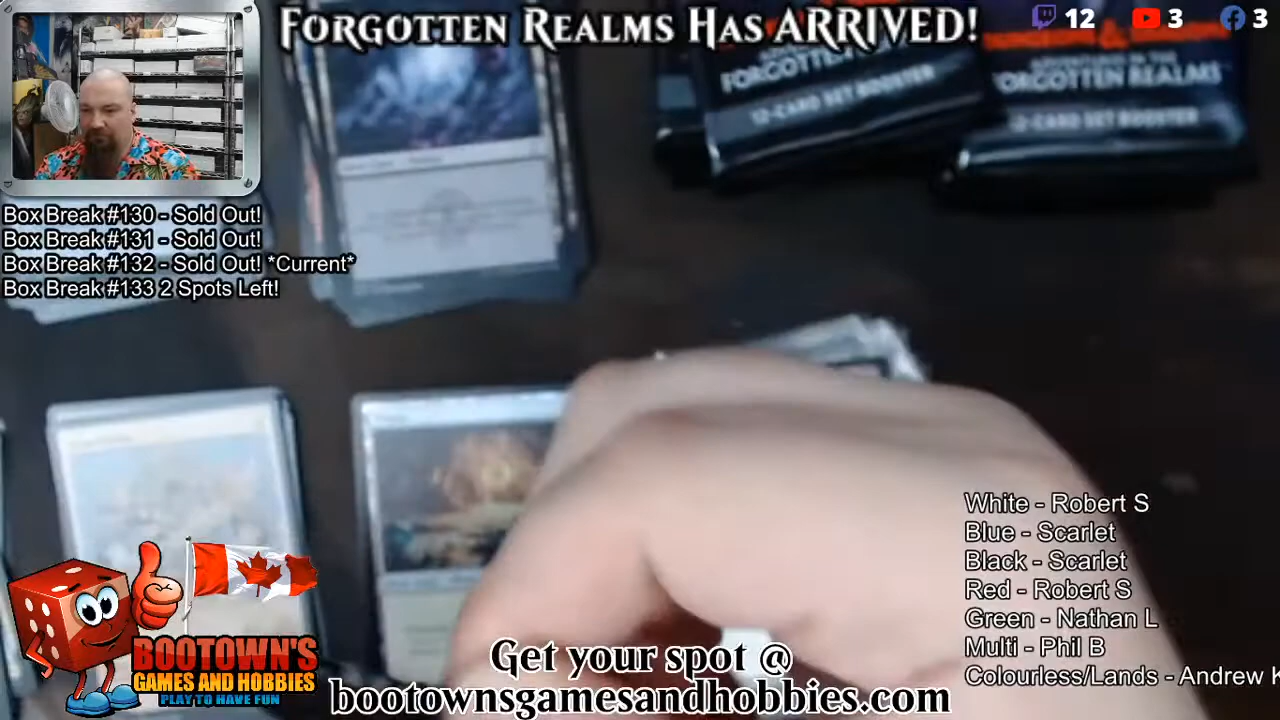 FORGOTTEN REALMS HAS ARRIVED!
12
3
3
FORGOTTEN
12-CARD SET BOOSTER
ADVENTURES IN THE
FORGOTTEN REALMS
12-CARD SET BOOSTER
Box Break #130 - Sold Out!
Box Break #131 - Sold Out!
Box Break #132 - Sold Out! *Current*
Box Break #133 2 Spots Left!
White - Robert S
Blue - Scarlet
Black - Scarlet
Red - Robert S
Green - Nathan L
Multi - Phil B
Colourless/Lands - Andrew K
BOOTOWN'S
GAMES AND HOBBIES
PLAY TO HAVE FUN
Get your spot @
bootownsgamesandhobbies.com